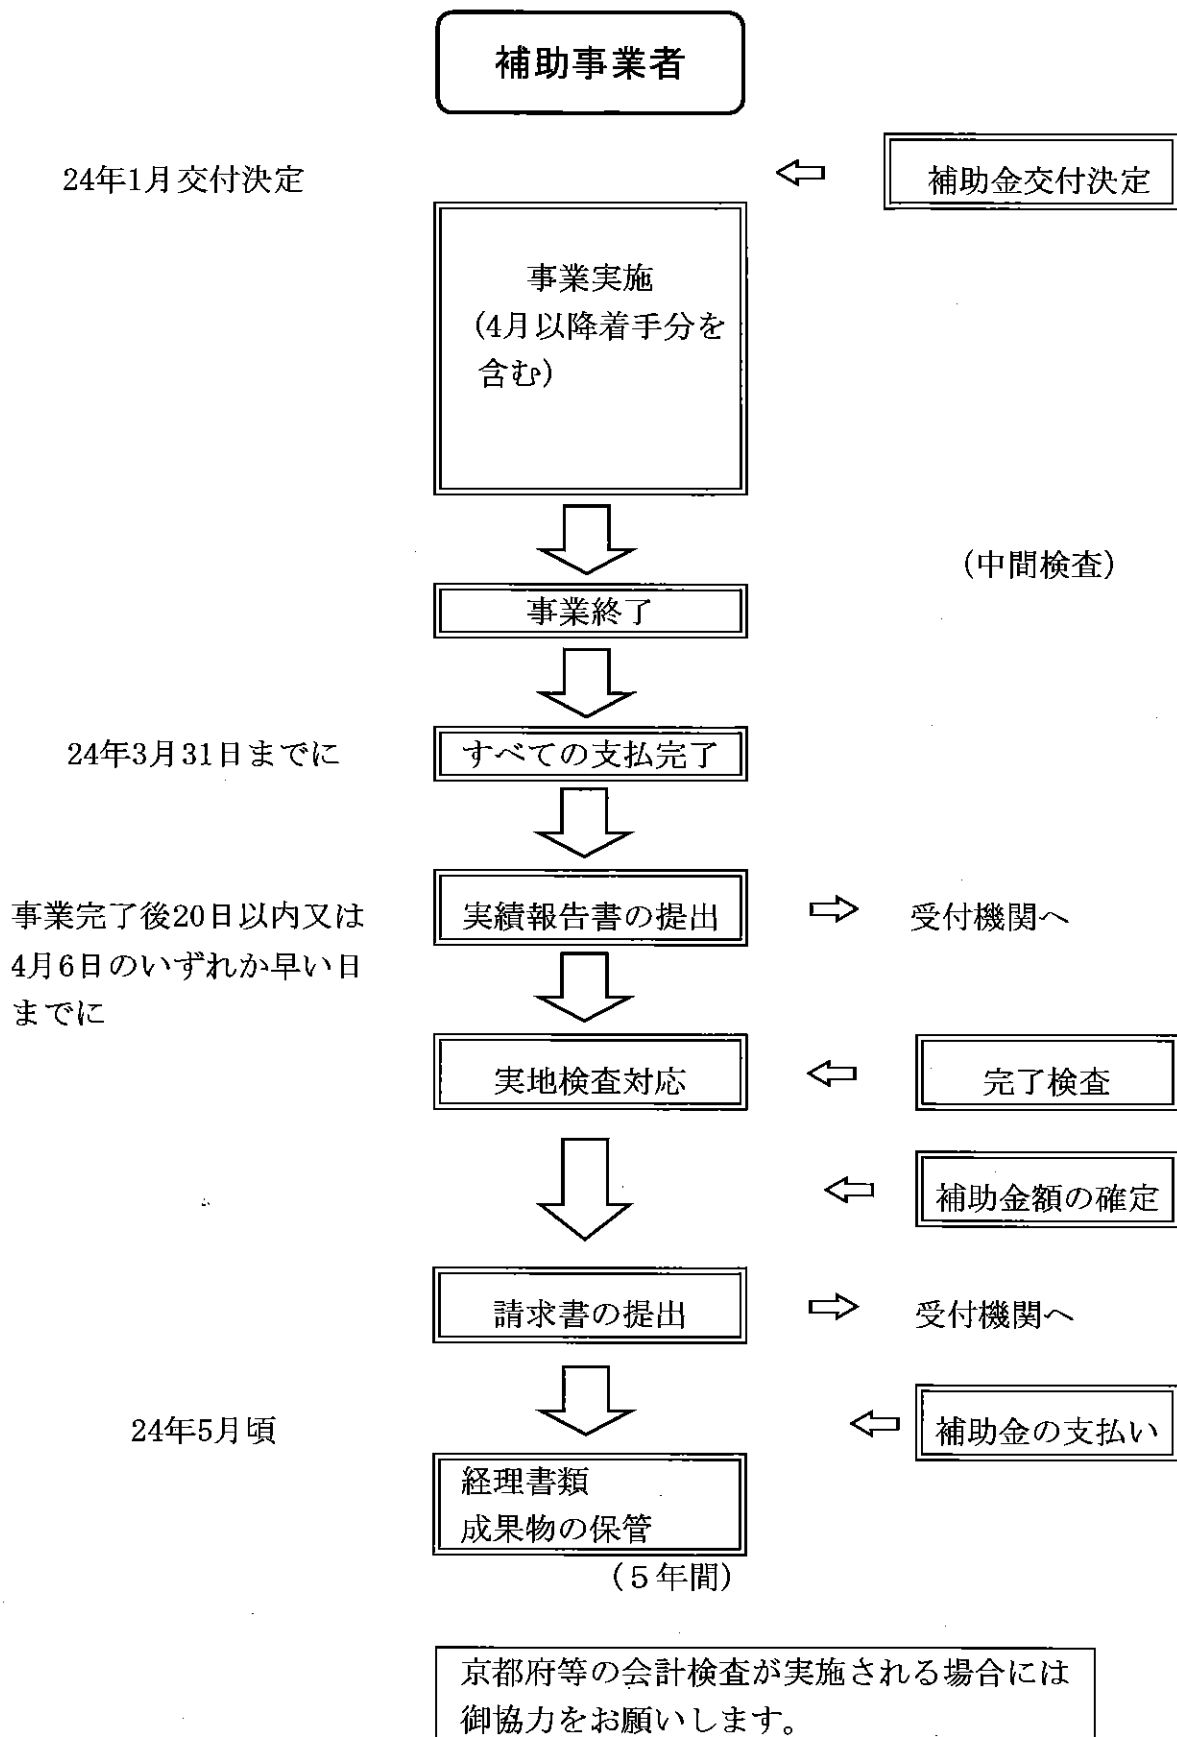 補助事業者
24年1月交付決定
補助金交付決定
事業実施
(4月以降着手分を
含む)
(中間検査)
事業終了
24年3月31日までに
すべての支払完了
事業完了後20日以内又は
4月6日のいずれか早い日
までに
実績報告書の提出
受付機関へ
実地検査対応
完了検査
補助金額の確定
請求書の提出
受付機関へ
24年5月頃
補助金の支払い
経理書類
成果物の保管
(５年間)
京都府等の会計検査が実施される場合には
御協力をお願いします。